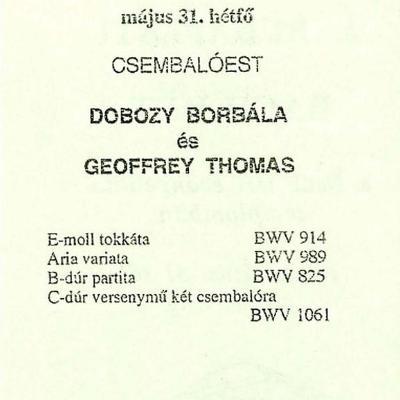 május 31. hétfő
CSEMBALÓEST
DOBOZY BORBÁLA
és
GEOFFREY THOMAS
E-moll tokkáta BWV 914
Aria variata BWV 989
B-dúr partita BWV 825
C-dúr versenymű két csembalóra
BWV 1061